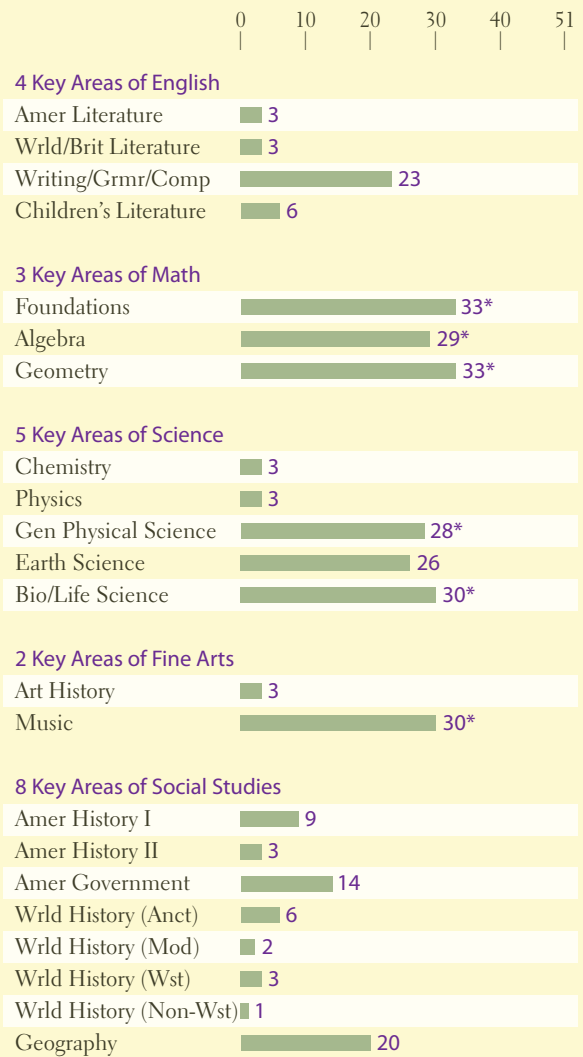 0 10 20 30 40 51
4 Key Areas of English
Amer Literature 3
Wrld/Brit Literature 3
Writing/Grmr/Comp 23
Children's Literature 6
3 Key Areas of Math
Foundations 33*
Algebra 29*
Geometry 33*
5 Key Areas of Science
Chemistry 3
Physics 3
Gen Physical Science 28*
Earth Science 26
Bio/Life Science 30*
2 Key Areas of Fine Arts
Art History 3
Music 30*
8 Key Areas of Social Studies
Amer History I 9
Amer History II 3
Amer Government 14
Wrld History (Anct) 6
Wrld History (Mod) 2
Wrld History (Wst) 3
Wrld History (Non-Wst) 1
Geography 20